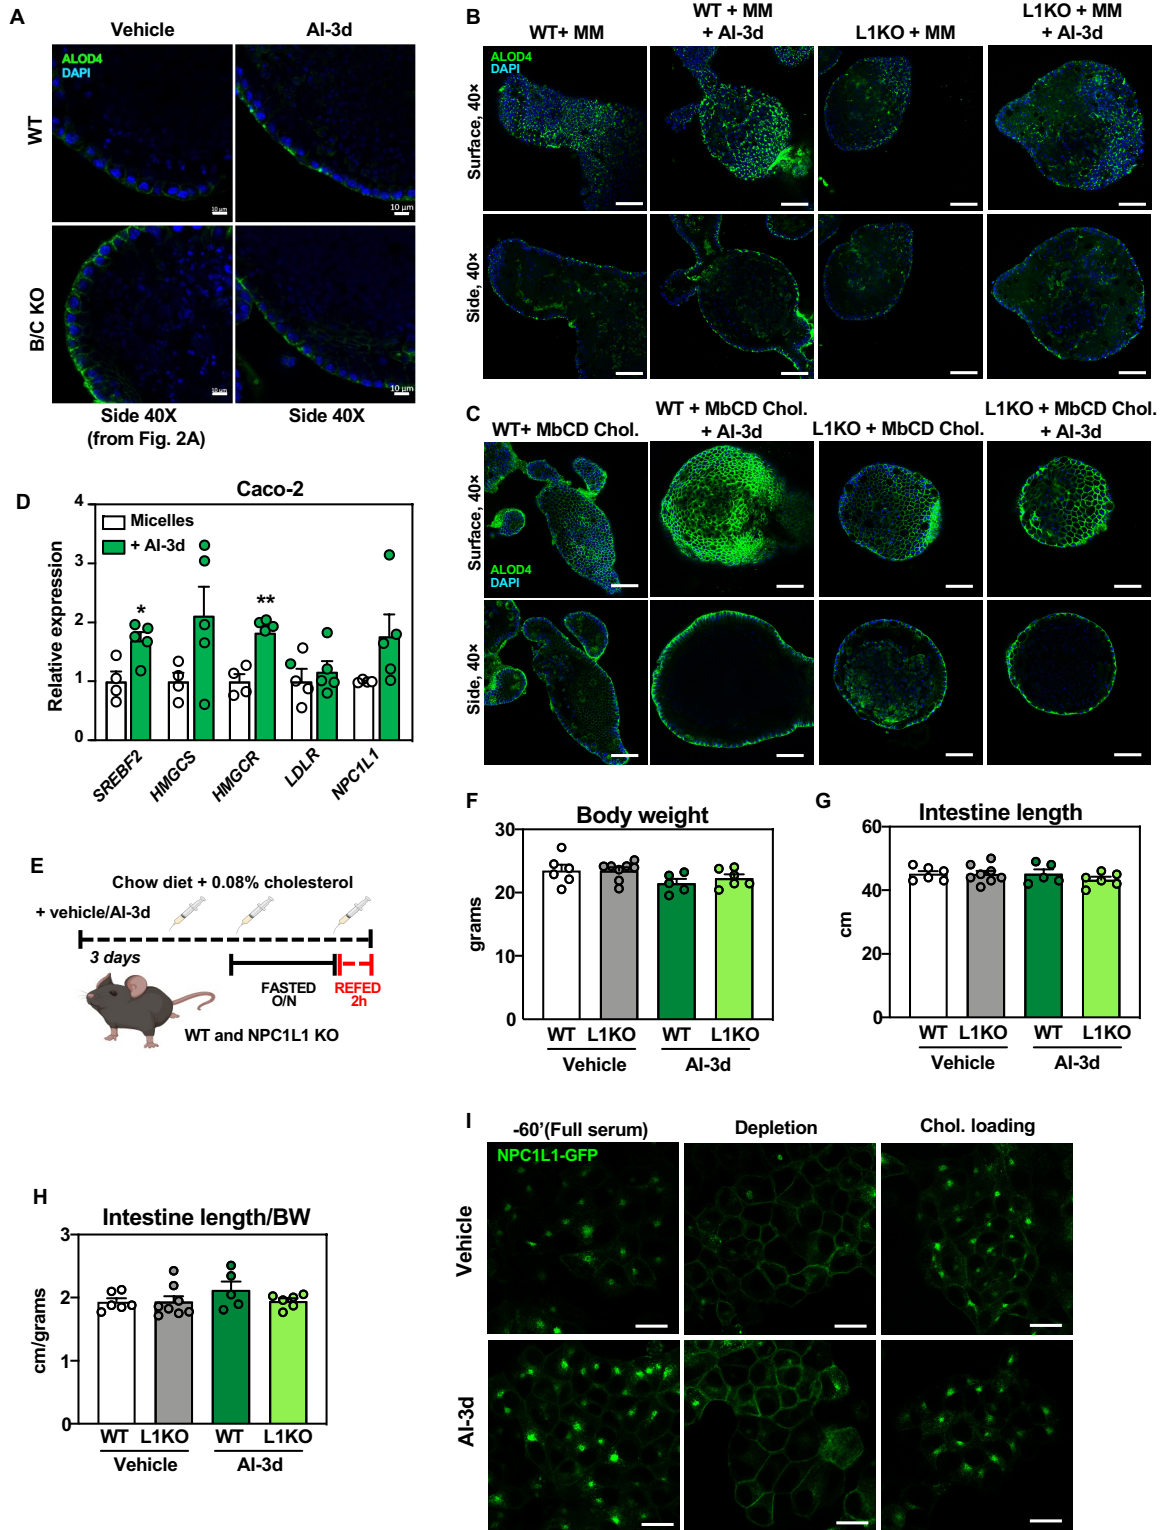 A
Vehicle
AI-3d
ALOD4
DAPI
WT
10 µm
10 µm
B/C KO
10 µm
10 µm
Side 40X
(from Fig. 2A)
Side 40X
B
WT+ MM
WT + MM
+ AI-3d
L1KO + MM
L1KO + MM
+ AI-3d
ALOD4
DAPI
Surface, 40×
Side, 40×
C
WT+ MbCD Chol.
WT + MbCD Chol.
+ AI-3d
L1KO + MbCD Chol.
L1KO + MbCD Chol.
+ AI-3d
Surface, 40×
ALOD4
DAPI
Side, 40×
D
Caco-2
Relative expression
4
3
2
1
0
Micelles
+ AI-3d
*
**
SREBF2
HMGCS
HMGCR
LDLR
NPC1L1
E
Chow diet + 0.08% cholesterol
+ vehicle/AI-3d
3 days
FASTED
O/N
REFED
2h
WT and NPC1L1 KO
F
Body weight
grams
30
20
10
0
WT
L1KO
WT
L1KO
Vehicle
AI-3d
G
Intestine length
cm
60
40
20
0
WT
L1KO
WT
L1KO
Vehicle
AI-3d
H
Intestine length/BW
cm/grams
3
2
1
0
WT
L1KO
WT
L1KO
Vehicle
AI-3d
I
-60'(Full serum)
Depletion
Chol. loading
NPC1L1-GFP
Vehicle
AI-3d